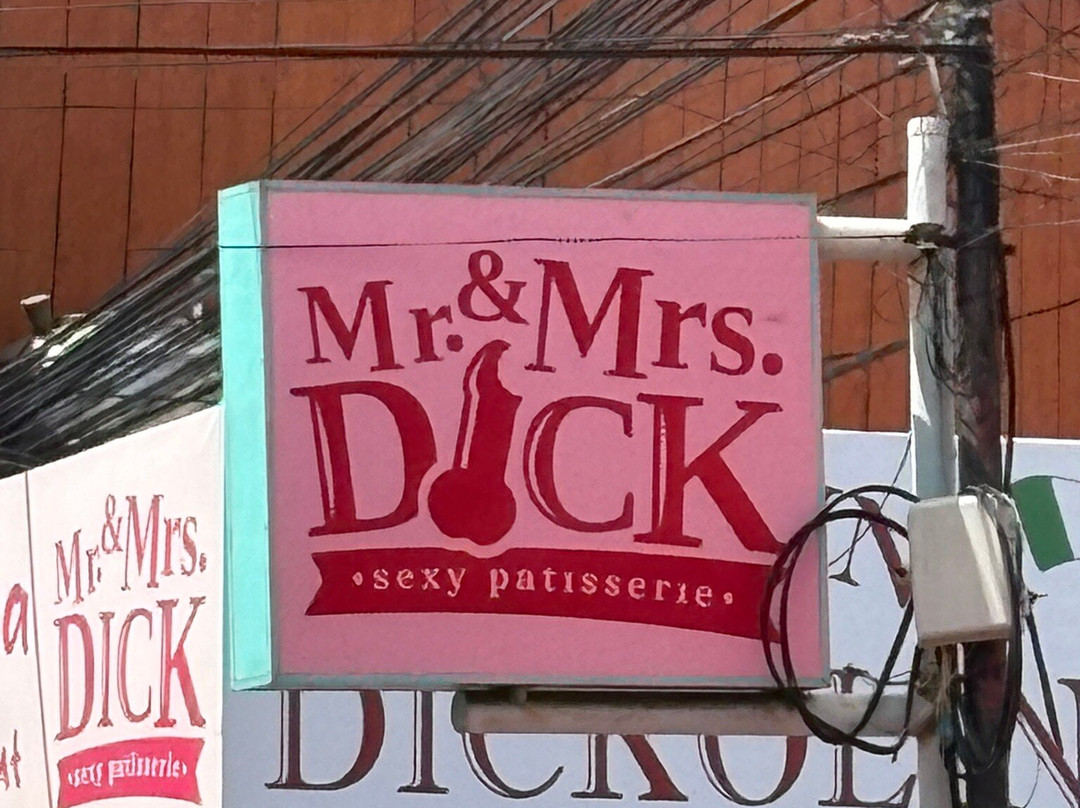 Mr. & Mrs.
DICK
• sexy patisserie •
Mr. & Mrs.
DICK
• sexy patisserie •